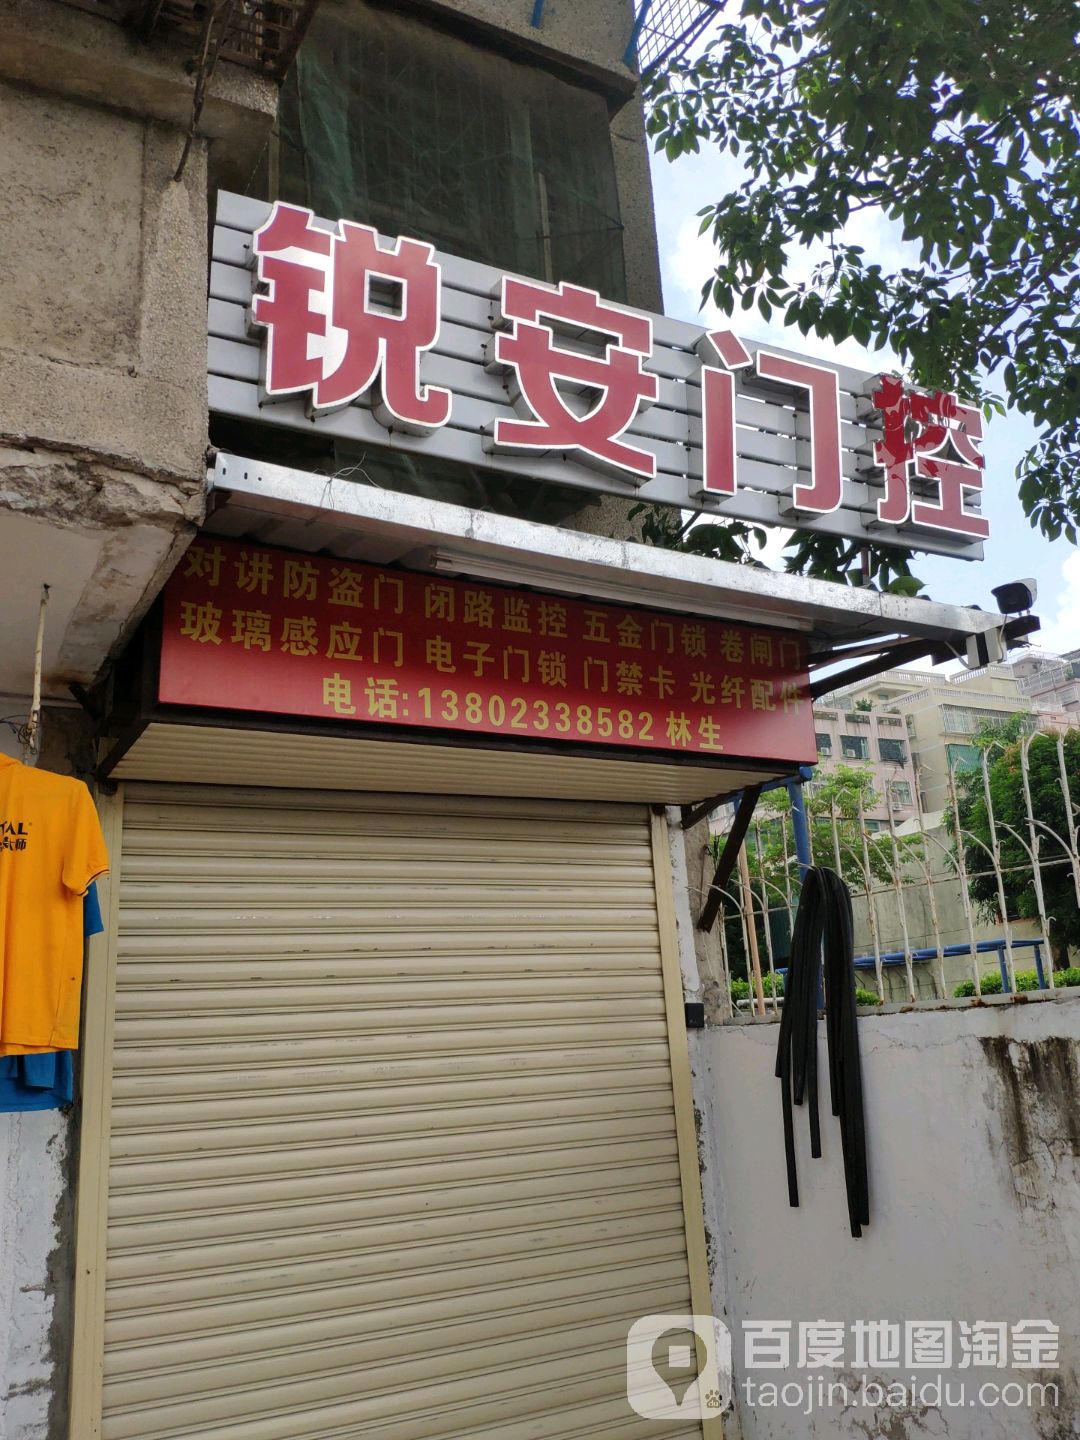 锐安门控
对讲防盗门 闭路监控 五金门锁 卷闸门
玻璃感应门 电子门锁 门禁卡 光纤配件
电话:13802338582 林生
百度地图淘金
taojin.baidu.com